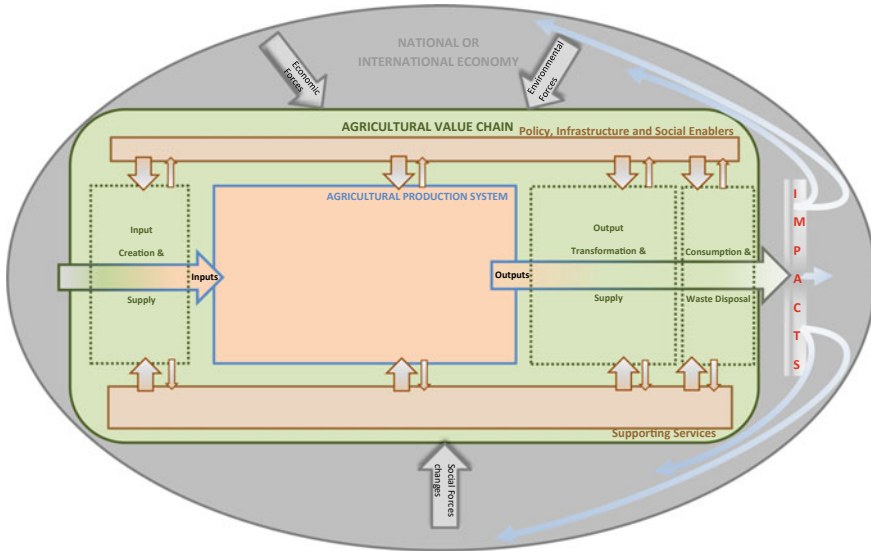 NATIONAL OR
INTERNATIONAL ECONOMY
Economic
Forces
Environmental
Forces
AGRICULTURAL VALUE CHAIN
Policy, Infrastructure and Social Enablers
AGRICULTURAL PRODUCTION SYSTEM
Input
Creation &
Supply
Inputs
Outputs
Output
Transformation &
Supply
Consumption &
Waste Disposal
I
M
P
A
C
T
S
Supporting Services
Social Forces
changes